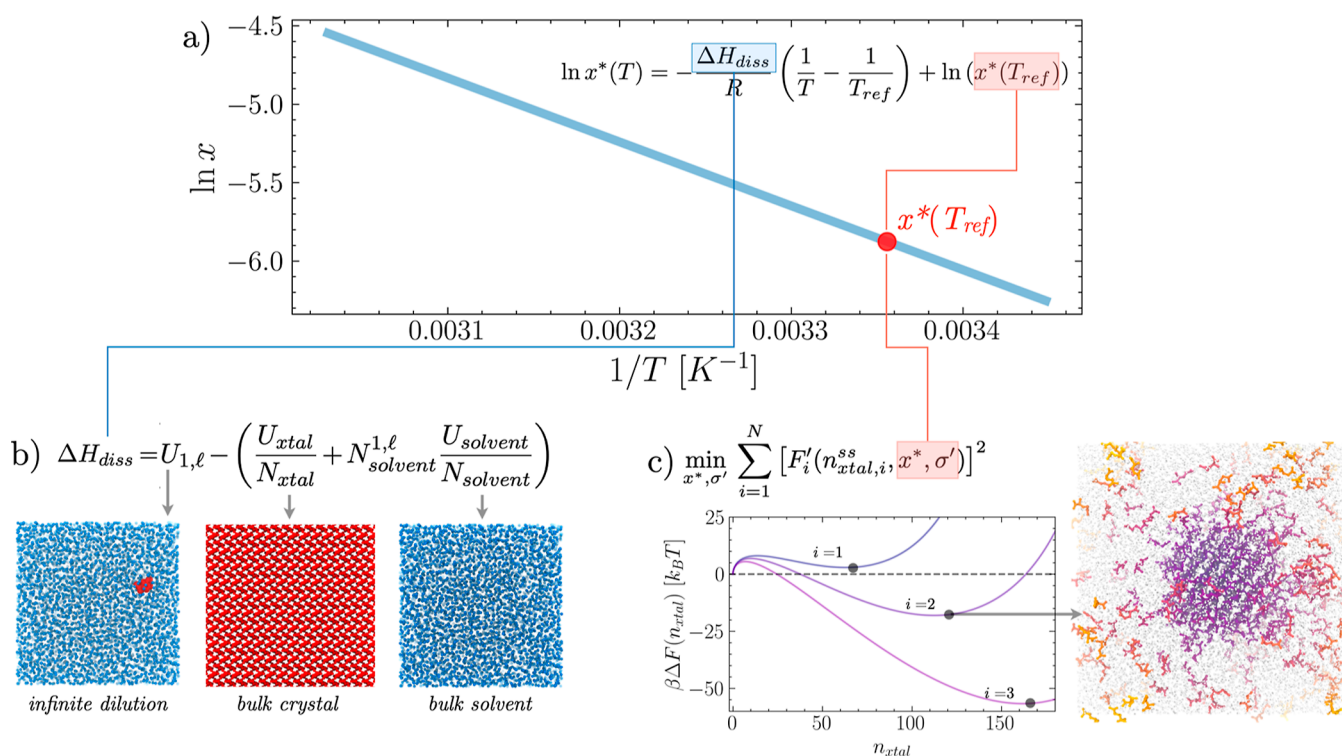 a)
ln x*(T) = −ΔH_diss/R (1/T − 1/T_ref) + ln (x*(T_ref))
−4.5
−5.0
−5.5
−6.0
ln x
x*(T_ref)
0.0031
0.0032
0.0033
0.0034
1/T [K⁻¹]
b)
ΔH_diss = U_1,ℓ − (U_xtal/N_xtal + N^1,ℓ_solvent U_solvent/N_solvent)
infinite dilution
bulk crystal
bulk solvent
c)
min_x*,σ′ ∑_i=1^N [F′_i(n^ss_xtal,i, x*, σ′)]²
25
0
−25
−50
βΔF(n_xtal) [k_BT]
i=1
i=2
i=3
0
50
100
150
n_xtal